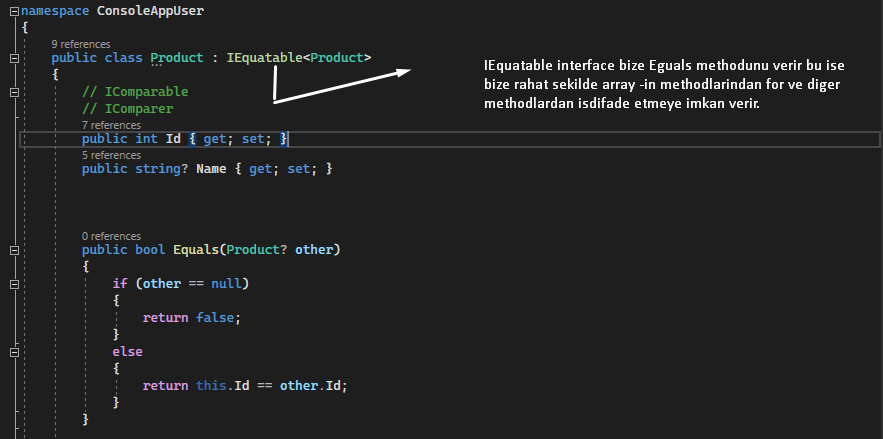 namespace ConsoleAppUser
{
9 references
public class Product : IEquatable<Product>
{
IEquatable interface bize Eguals methodunu verir bu ise
bize rahat sekilde array -in methodlarindan for ve diger
methodlardan isdifade etmeye imkan verir.
// IComparable
// IComparer
7 references
public int Id { get; set; }
5 references
public string? Name { get; set; }
0 references
public bool Equals(Product? other)
{
if (other == null)
{
return false;
}
else
{
return this.Id == other.Id;
}
}